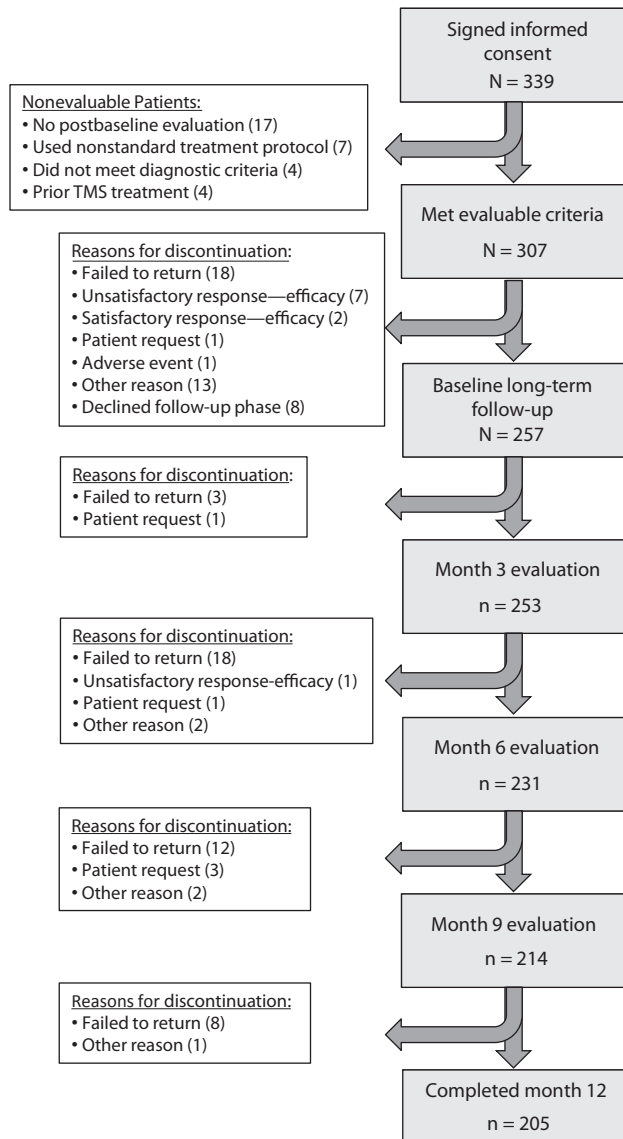 Signed informed
consent
N = 339
Nonevaluable Patients:
• No postbaseline evaluation (17)
• Used nonstandard treatment protocol (7)
• Did not meet diagnostic criteria (4)
• Prior TMS treatment (4)
Met evaluable criteria
N = 307
Reasons for discontinuation:
• Failed to return (18)
• Unsatisfactory response—efficacy (7)
• Satisfactory response—efficacy (2)
• Patient request (1)
• Adverse event (1)
• Other reason (13)
• Declined follow-up phase (8)
Baseline long-term
follow-up
N = 257
Reasons for discontinuation:
• Failed to return (3)
• Patient request (1)
Month 3 evaluation
n = 253
Reasons for discontinuation:
• Failed to return (18)
• Unsatisfactory response-efficacy (1)
• Patient request (1)
• Other reason (2)
Month 6 evaluation
n = 231
Reasons for discontinuation:
• Failed to return (12)
• Patient request (3)
• Other reason (2)
Month 9 evaluation
n = 214
Reasons for discontinuation:
• Failed to return (8)
• Other reason (1)
Completed month 12
n = 205